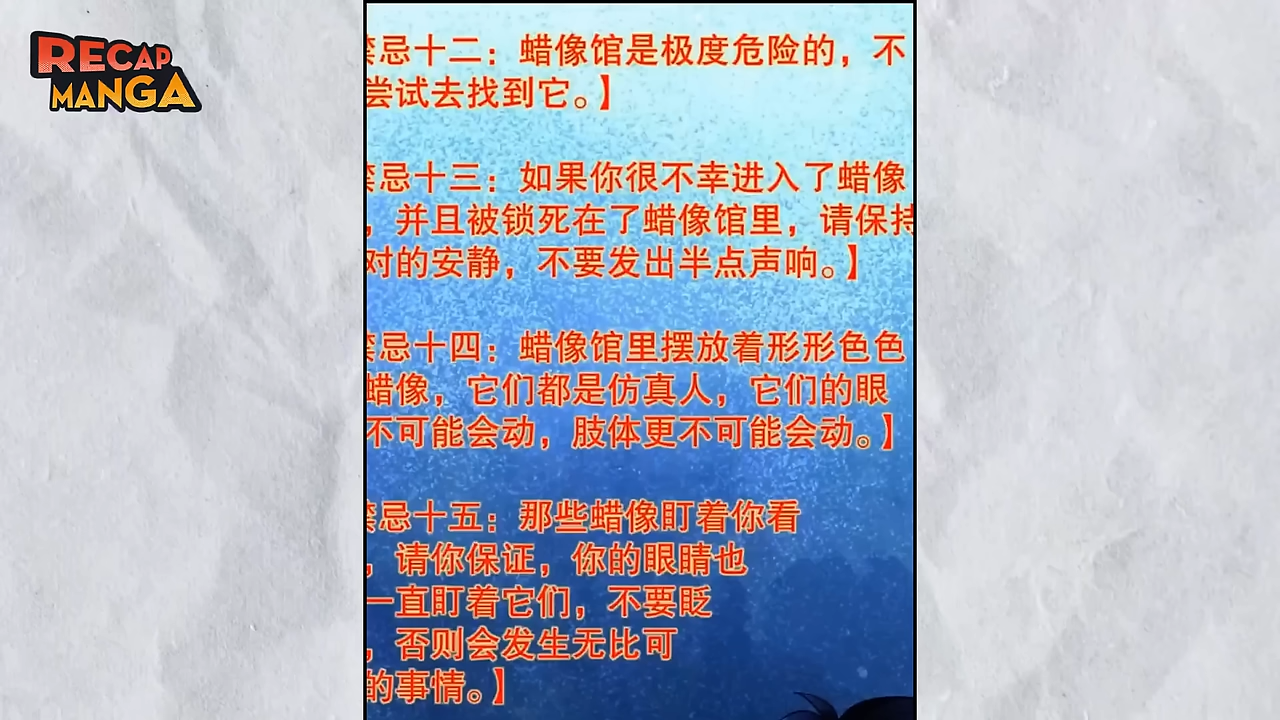 RECAP
MANGA
禁忌十二：蜡像馆是极度危险的，不
尝试去找到它。】
禁忌十三：如果你很不幸进入了蜡像
，并且被锁死在了蜡像馆里，请保持
对的安静，不要发出半点声响。】
禁忌十四：蜡像馆里摆放着形形色色
蜡像，它们都是仿真人，它们的眼
不可能会动，肢体更不可能会动。】
禁忌十五：那些蜡像盯着你看
，请你保证，你的眼睛也
一直盯着它们，不要眨
，否则会发生无比可
的事情。】